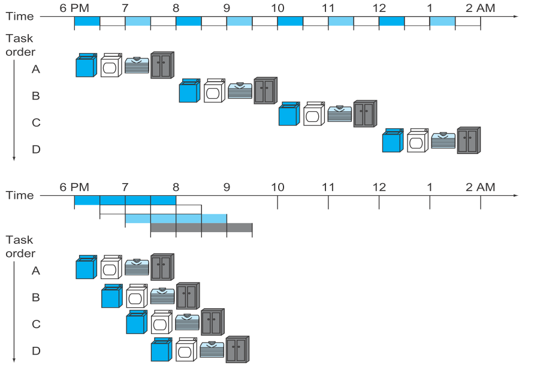 6 PM 7 8 9 10 11 12 1 2 AM
Time
Task
order
A
B
C
D
6 PM 7 8 9 10 11 12 1 2 AM
Time
Task
order
A
B
C
D